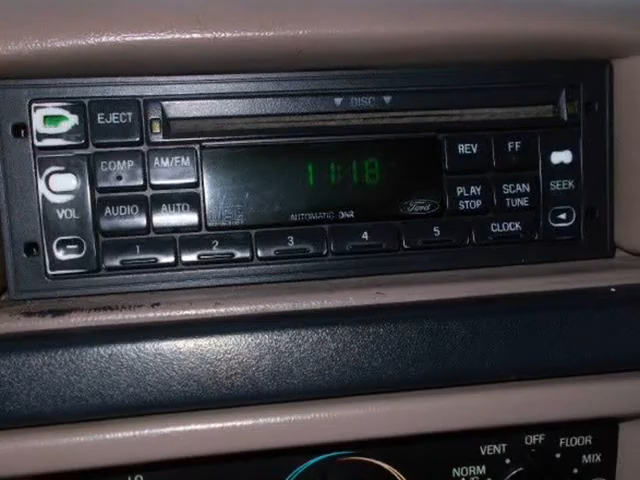 ▼ DISC ▼
EJECT
COMP
AM/FM
11:18
REV
FF
VOL
AUDIO
AUTO
PLAY
STOP
SCAN
TUNE
SEEK
AUTOMATIC DNR
Ford
1
2
3
4
5
CLOCK
NORM
VENT
OFF
FLOOR
MIX
LO